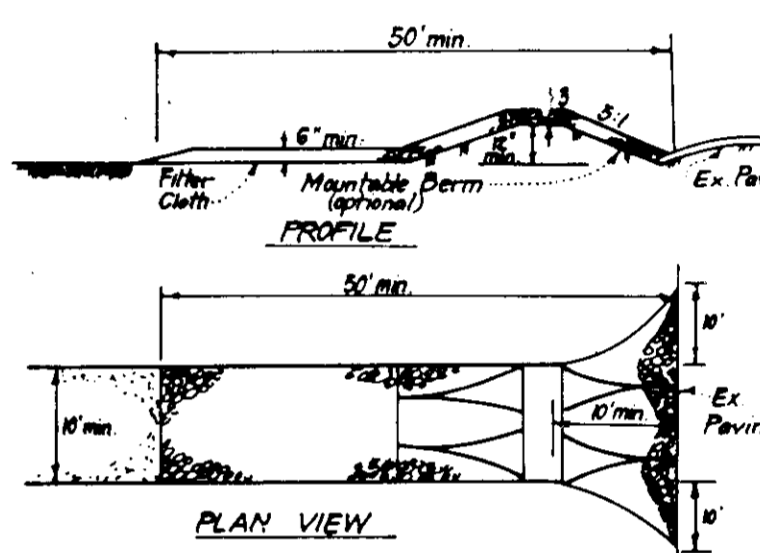 50' min.
3
5:1
6" min
12"
min
Filter
Cloth
Mountable Berm
(optional)
Ex. Pav
PROFILE
50' min.
10'
10' min.
10' min.
Ex
Pavin
10'
PLAN VIEW